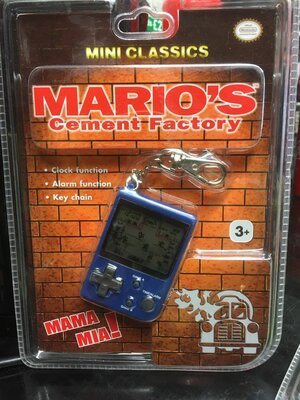 MINI CLASSICS
MARIO'S
Cement Factory
• Clock function
• Alarm function
• Key chain
3+
MAMA
MIA!